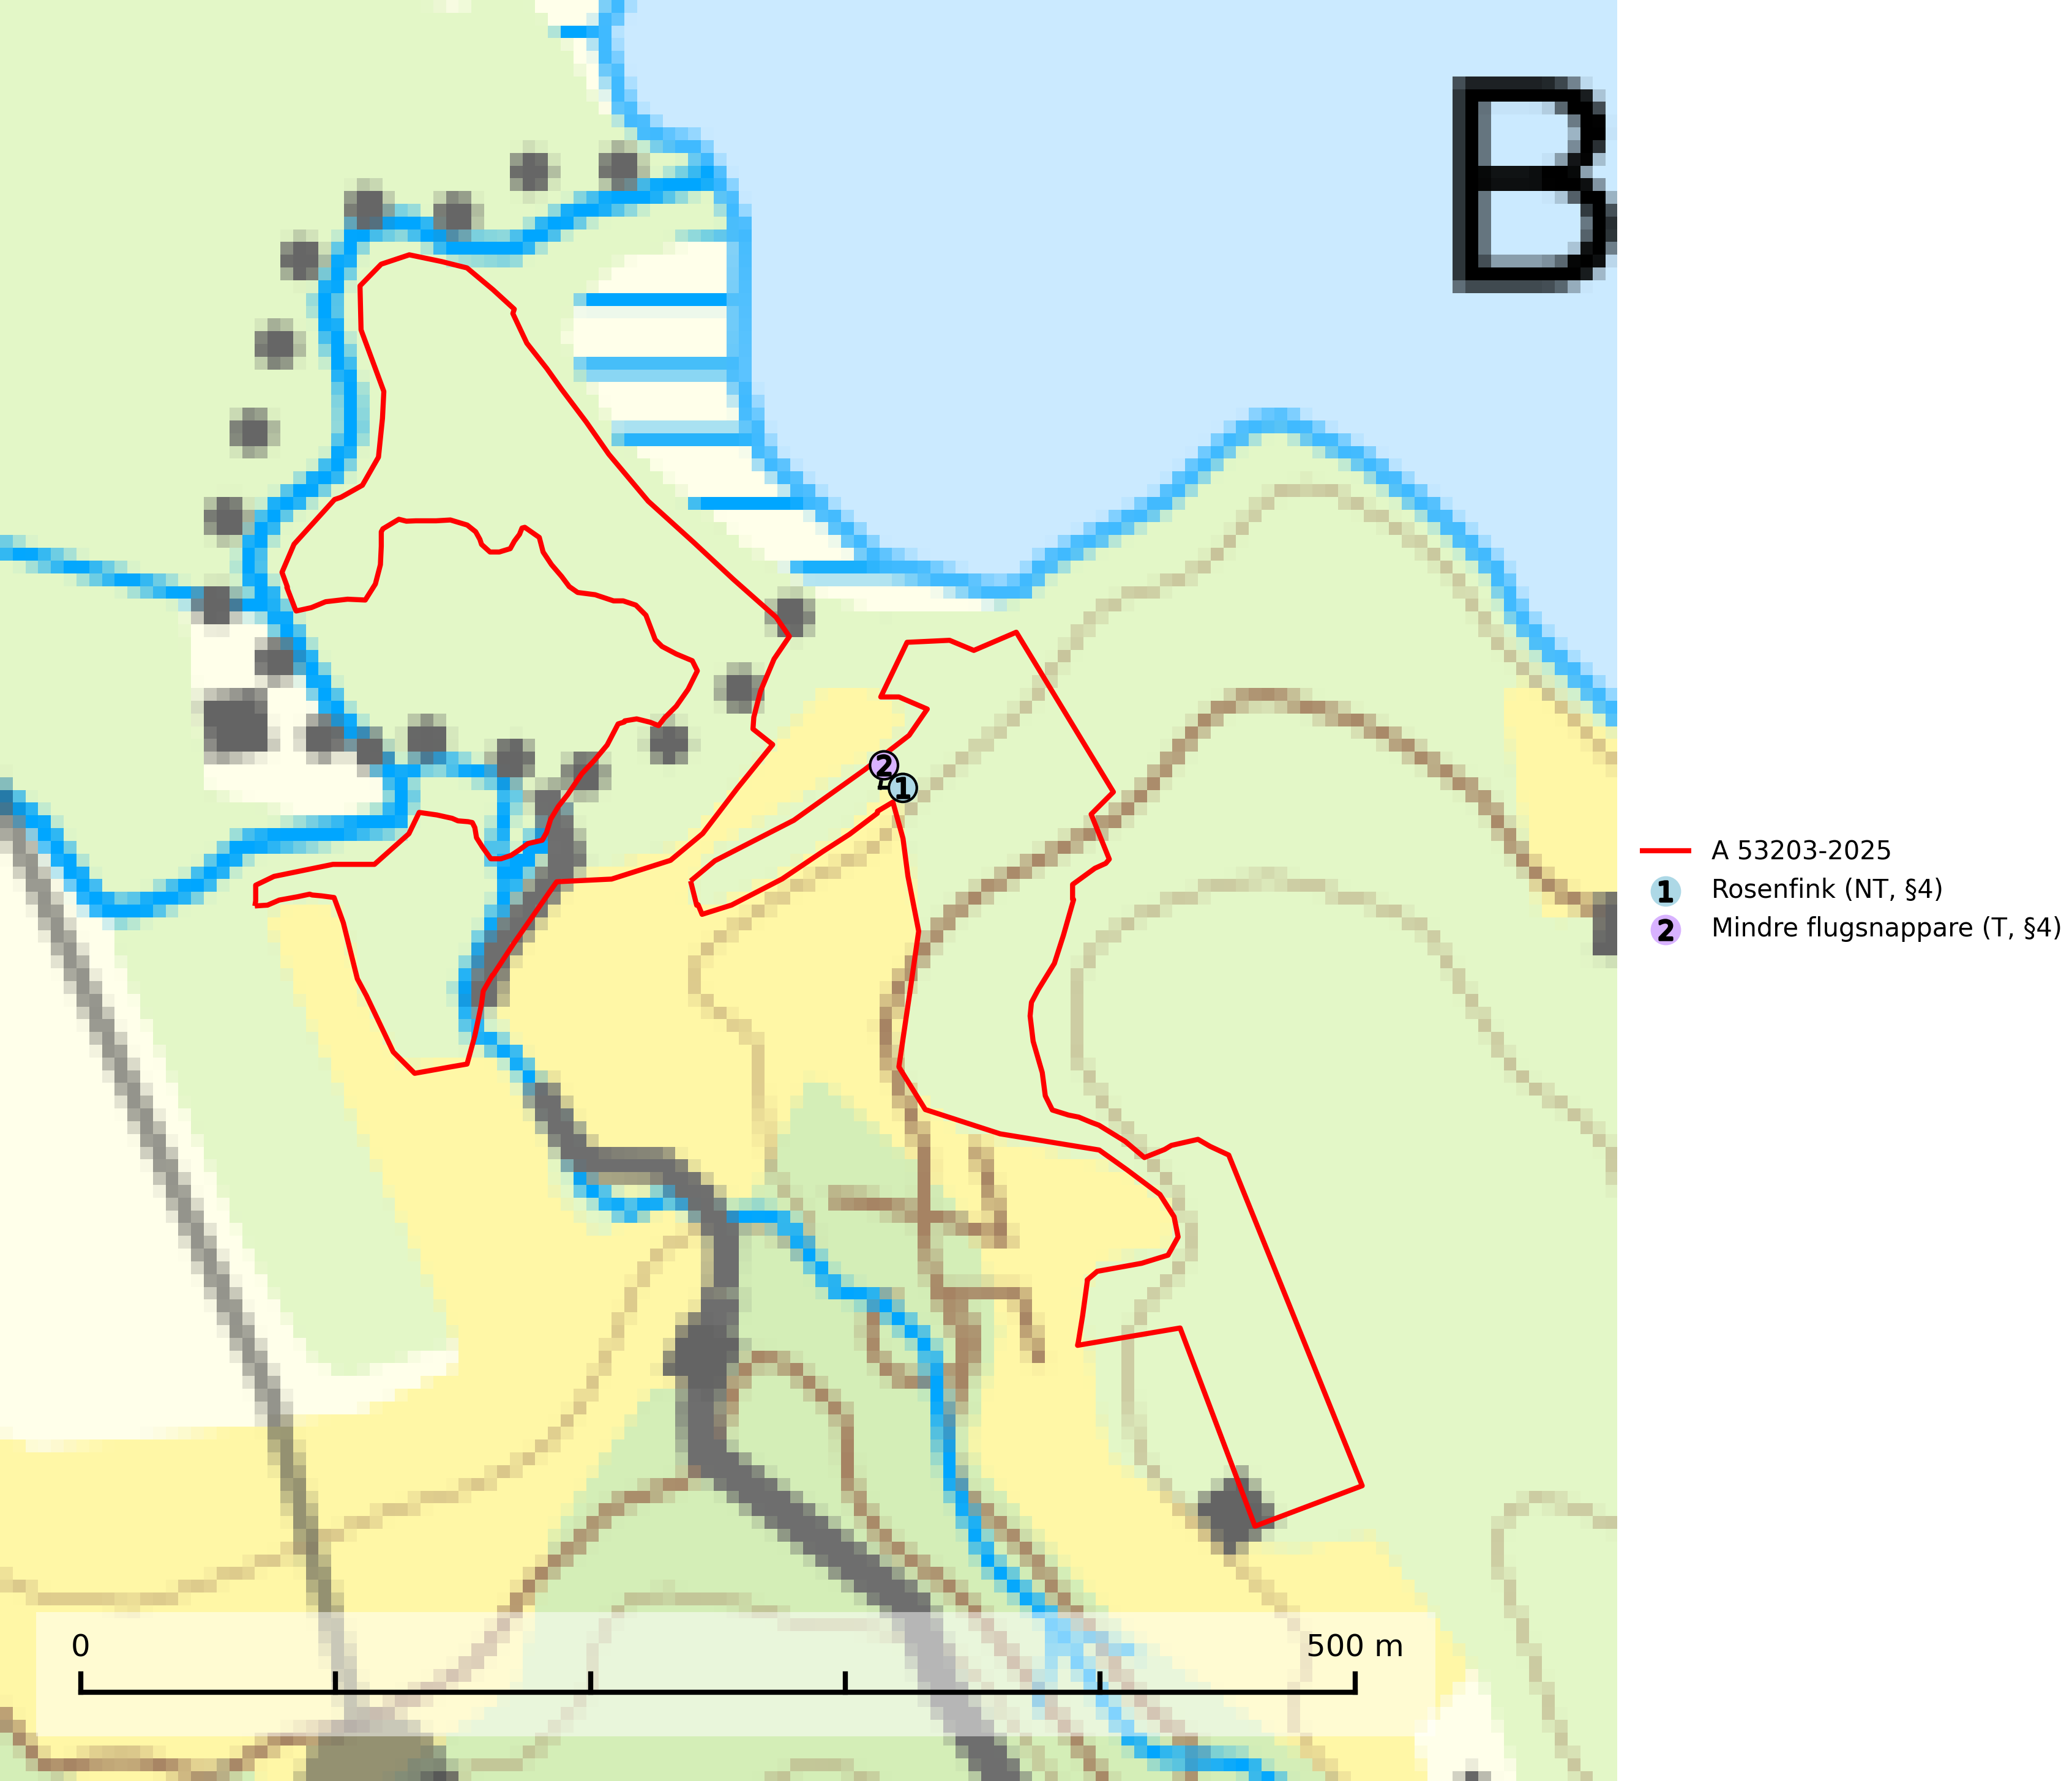 B
A 53203-2025
1 Rosenfink (NT, §4)
2 Mindre flugsnappare (T, §4)
2
1
0 500 m